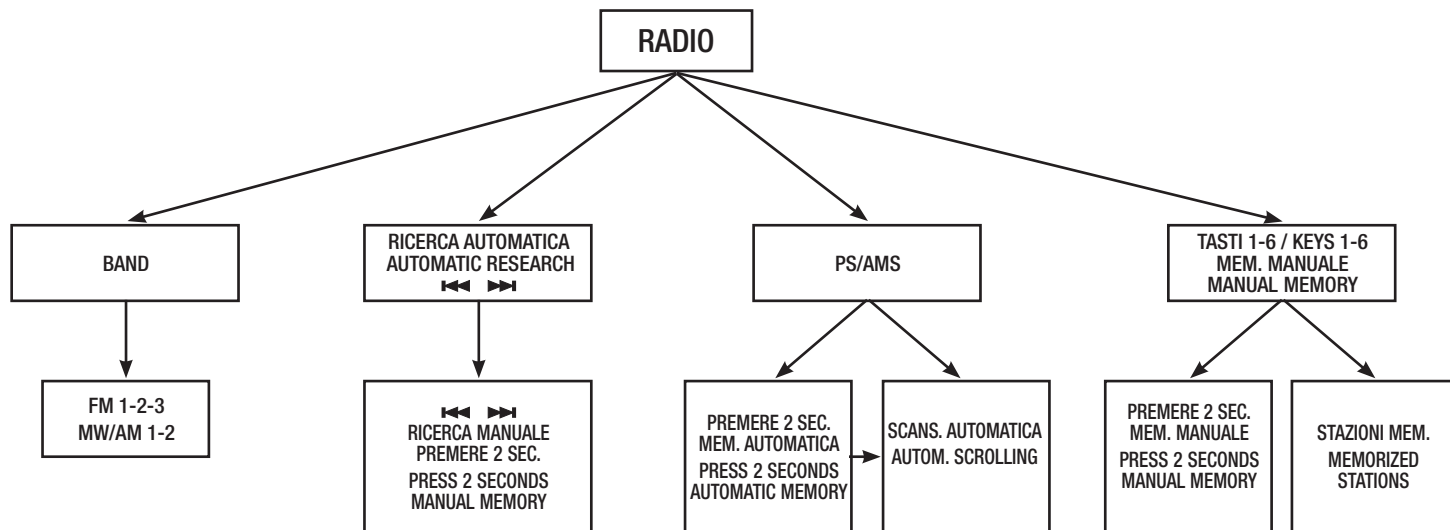 RADIO
BAND
RICERCA AUTOMATICA
AUTOMATIC RESEARCH
PS/AMS
TASTI 1-6 / KEYS 1-6
MEM. MANUALE
MANUAL MEMORY
FM 1-2-3
MW/AM 1-2
RICERCA MANUALE
PREMERE 2 SEC.
PRESS 2 SECONDS
MANUAL MEMORY
PREMERE 2 SEC.
MEM. AUTOMATICA
PRESS 2 SECONDS
AUTOMATIC MEMORY
SCANS. AUTOMATICA
AUTOM. SCROLLING
PREMERE 2 SEC.
MEM. MANUALE
PRESS 2 SECONDS
MANUAL MEMORY
STAZIONI MEM.
MEMORIZED
STATIONS